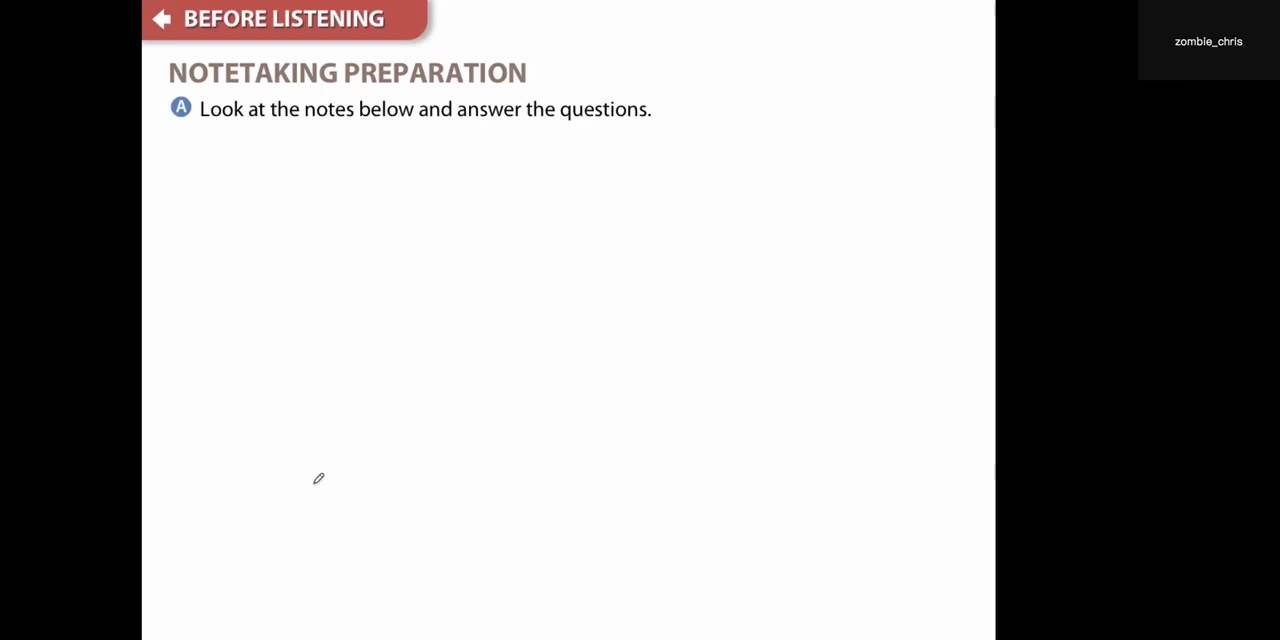 BEFORE LISTENING
zombie_chris
NOTETAKING PREPARATION
A Look at the notes below and answer the questions.